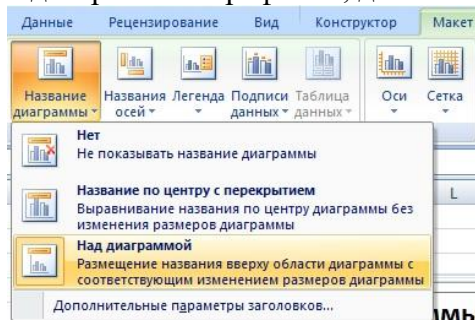 Данные Рецензирование Вид Конструктор Макет
Название диаграммы
Названия осей
Легенда
Подписи данных
Таблица данных
Оси
Сетка
Нет
Не показывать название диаграммы
Название по центру с перекрытием
Выравнивание названия по центру диаграммы без
изменения размеров диаграммы
Над диаграммой
Размещение названия вверху области диаграммы с
соответствующим изменением размеров диаграммы
Дополнительные параметры заголовков...
L